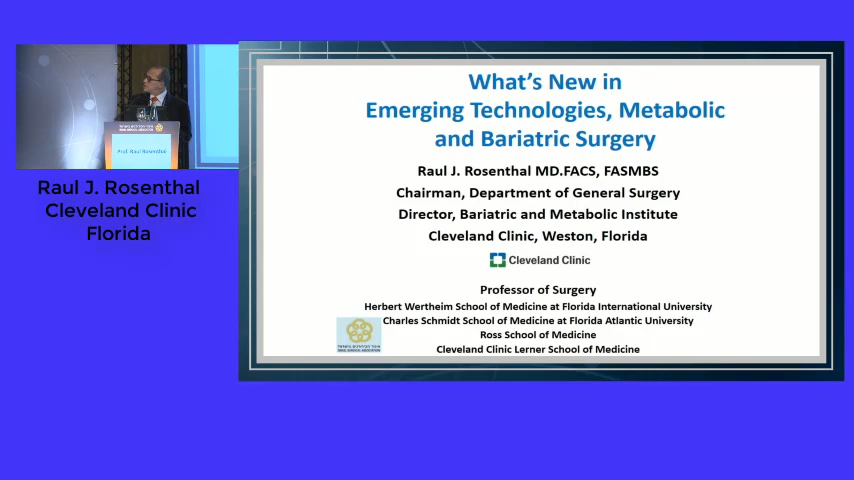 Prof. Raul Rosenthal
Raul J. Rosenthal
Cleveland Clinic
Florida
What's New in
Emerging Technologies, Metabolic
and Bariatric Surgery
Raul J. Rosenthal MD.FACS, FASMBS
Chairman, Department of General Surgery
Director, Bariatric and Metabolic Institute
Cleveland Clinic, Weston, Florida
Cleveland Clinic
Professor of Surgery
Herbert Wertheim School of Medicine at Florida International University
Charles Schmidt School of Medicine at Florida Atlantic University
Ross School of Medicine
Cleveland Clinic Lerner School of Medicine